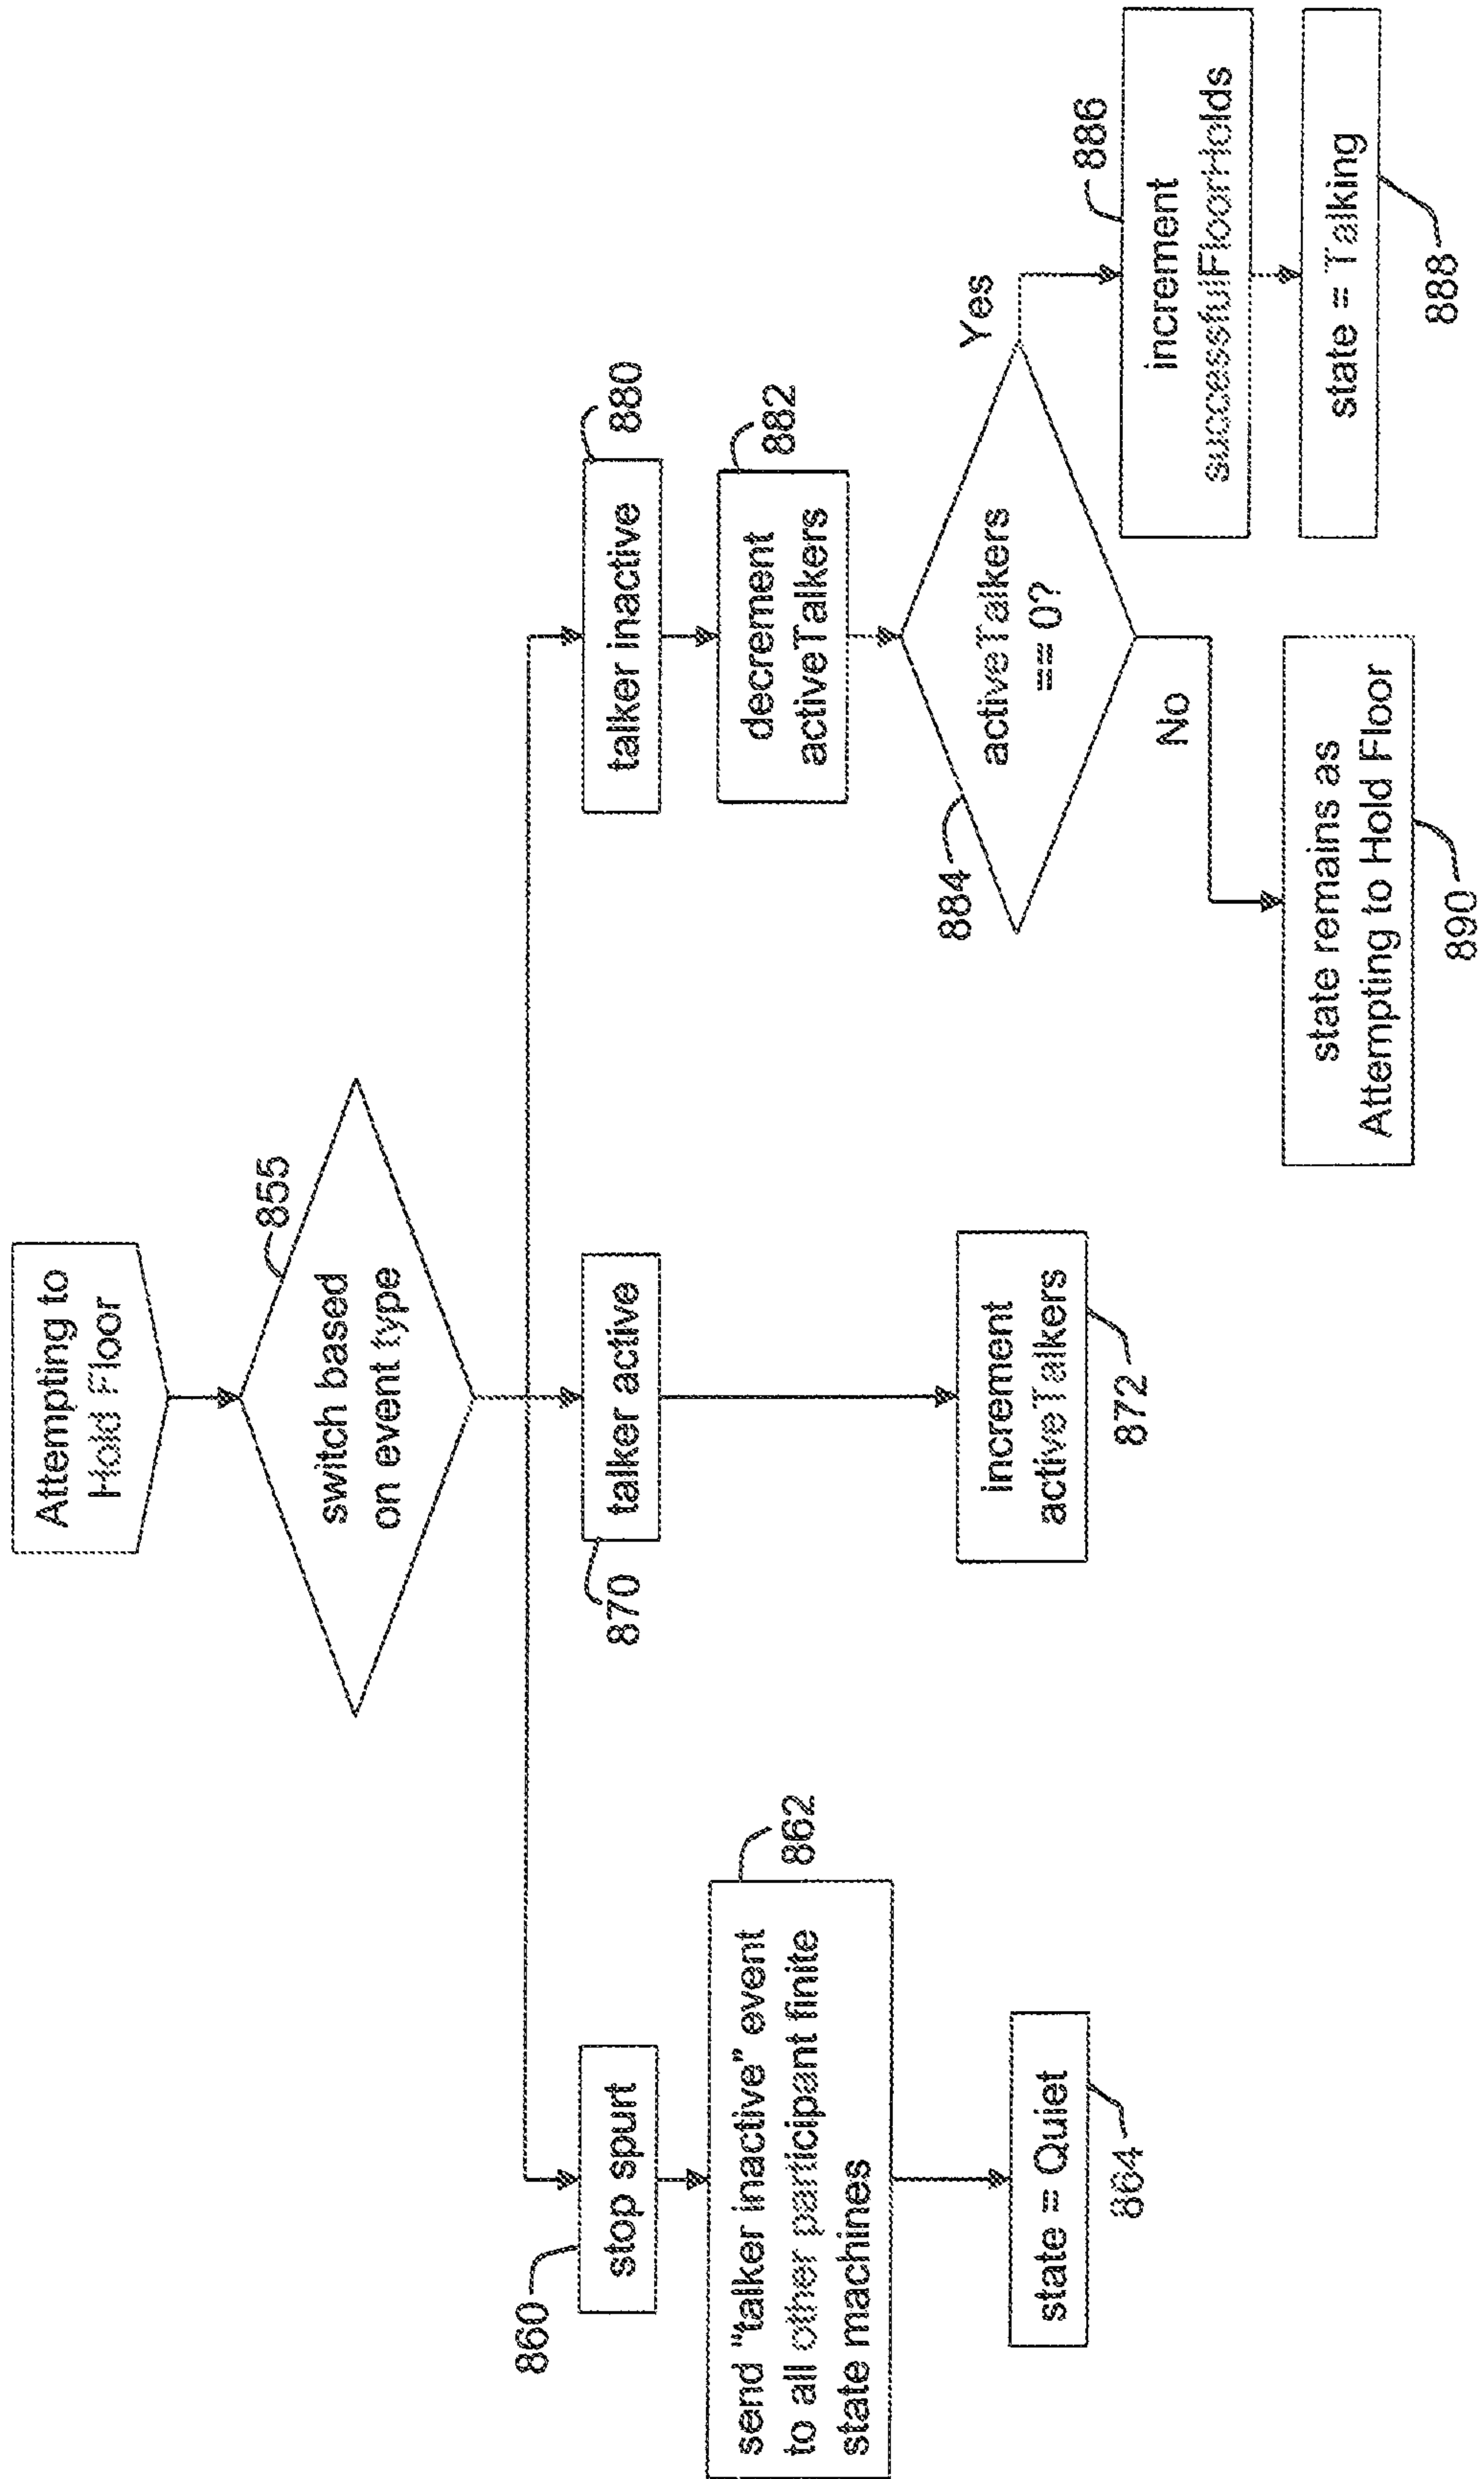 Attempting to
Hold Floor
855
switch based
on event type
860
stop spurt
862
send "talker inactive" event
to all other participant finite
state machines
state = Quiet
864
870
talker active
increment
activeTalkers
872
talker inactive
880
decrement
activeTalkers
882
884
activeTalkers
== 0?
Yes
No
886
increment
successfulFloorHolds
state = Talking
888
state remains as
Attempting to Hold Floor
890